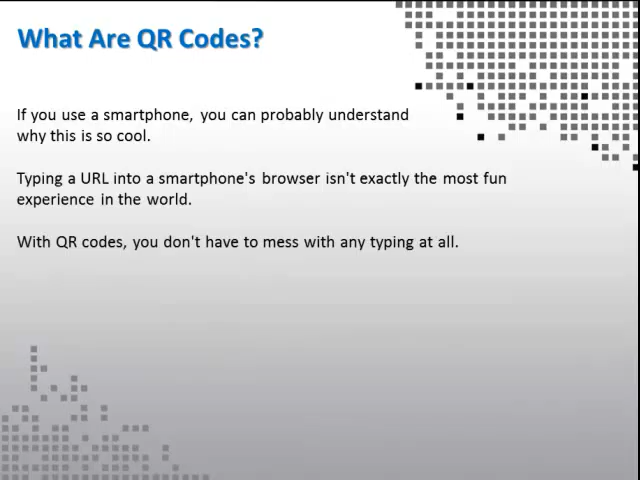 What Are QR Codes?
If you use a smartphone, you can probably understand
why this is so cool.
Typing a URL into a smartphone's browser isn't exactly the most fun
experience in the world.
With QR codes, you don't have to mess with any typing at all.